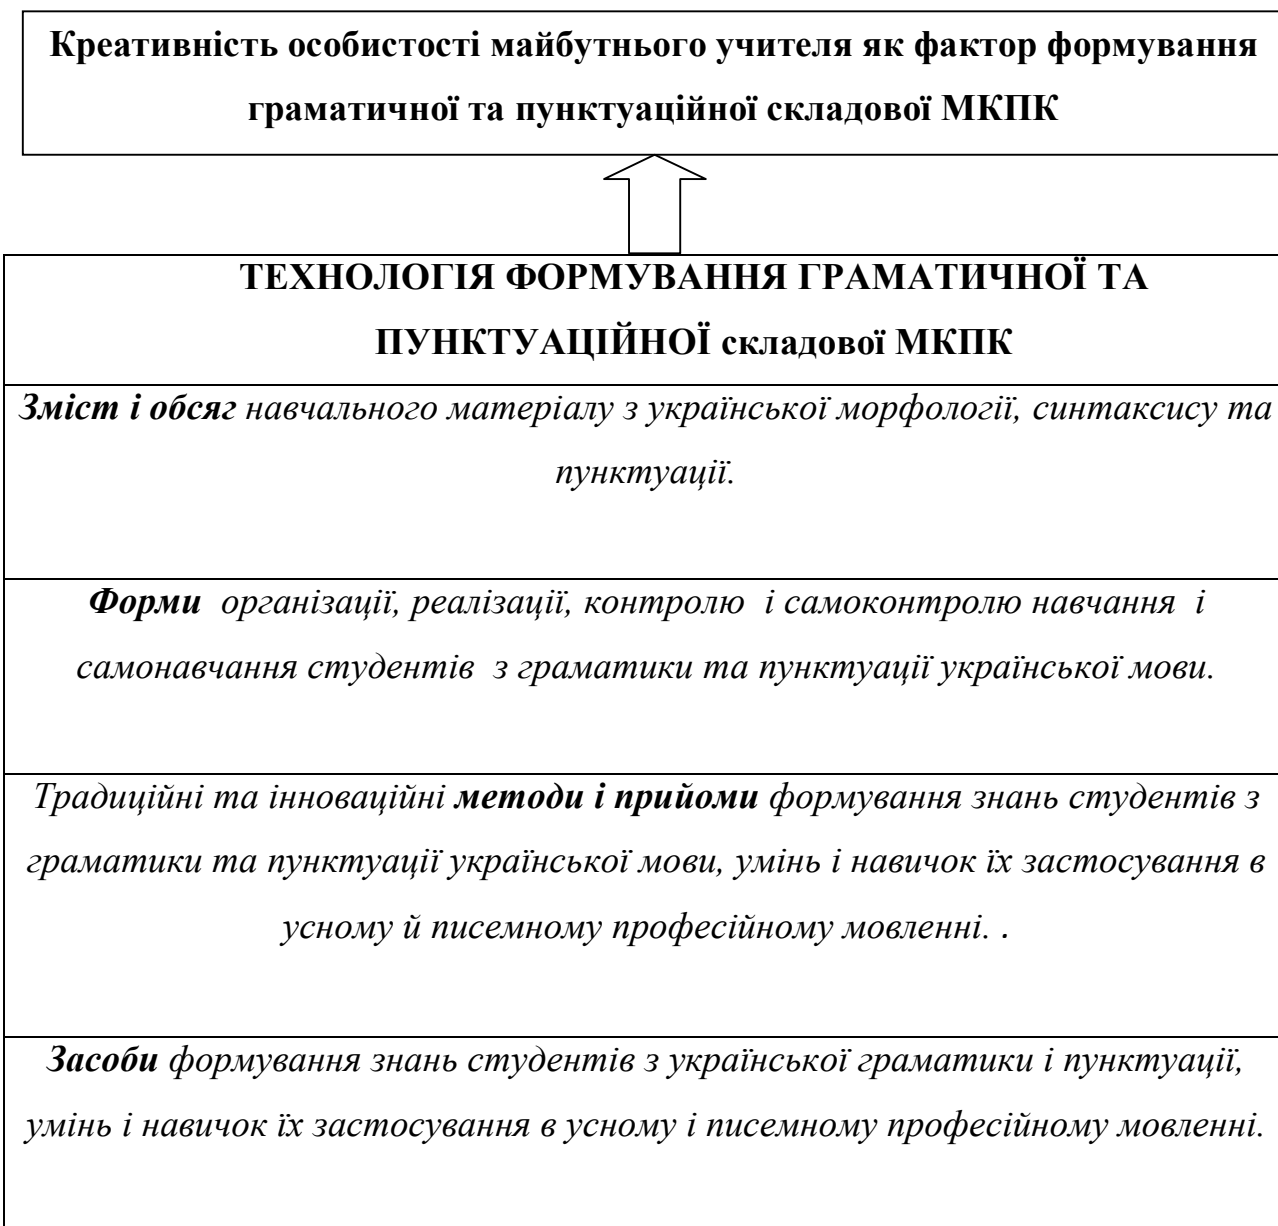 Креативність особистості майбутнього учителя як фактор формування
граматичної та пунктуаційної складової МКПК
ТЕХНОЛОГІЯ ФОРМУВАННЯ ГРАМАТИЧНОЇ ТА
ПУНКТУАЦІЙНОЇ складової МКПК
Зміст і обсяг навчального матеріалу з української морфології, синтаксису та
пунктуації.
Форми організації, реалізації, контролю і самоконтролю навчання і
самонавчання студентів з граматики та пунктуації української мови.
Традиційні та інноваційні методи і прийоми формування знань студентів з
граматики та пунктуації української мови, умінь і навичок їх застосування в
усному й писемному професійному мовленні. .
Засоби формування знань студентів з української граматики і пунктуації,
умінь і навичок їх застосування в усному і писемному професійному мовленні.